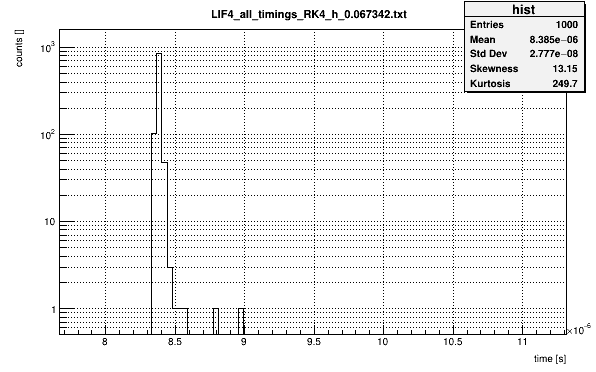 LIF4_all_timings_RK4_h_0.067342.txt
hist
Entries 1000
Mean 8.385e−06
Std Dev 2.777e−08
Skewness 13.15
Kurtosis 249.7
counts []
10³
10²
10
1
8 8.5 9 9.5 10 10.5 11
×10⁻⁶
time [s]